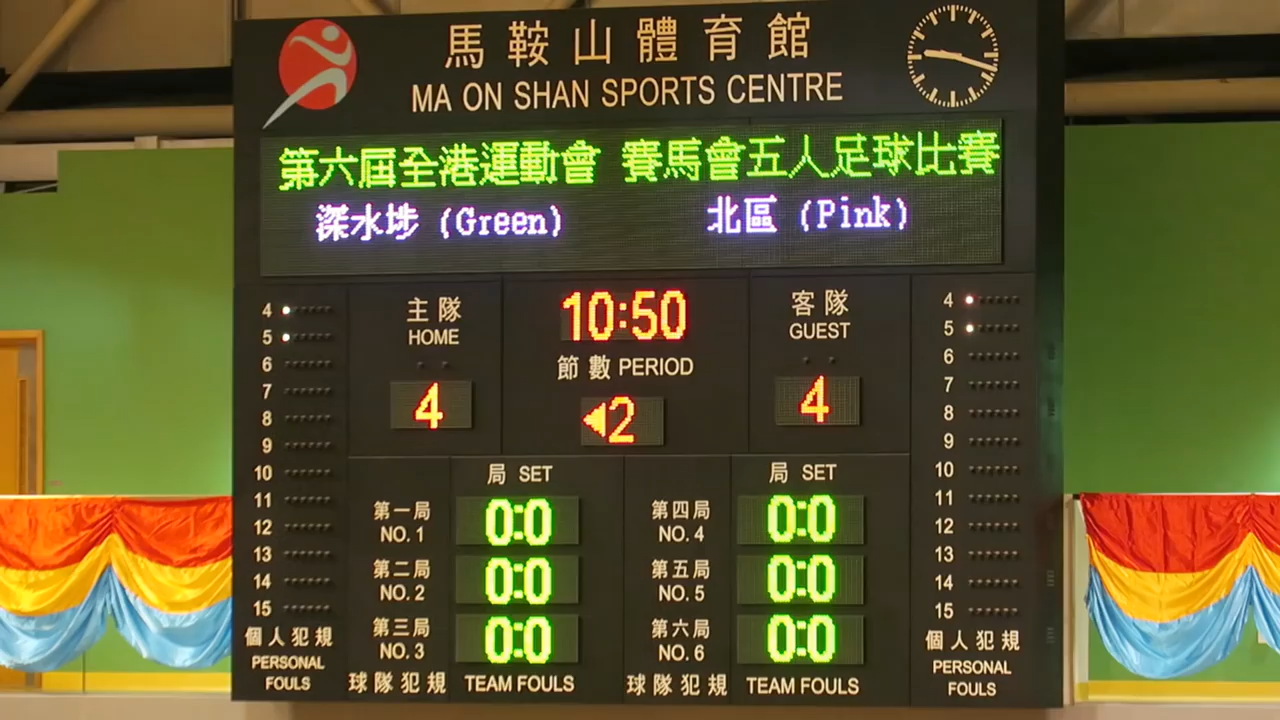 馬鞍山體育館
MA ON SHAN SPORTS CENTRE
第六屆全港運動會 賽馬會五人足球比賽
深水埗 (Green) 北區 (Pink)
主隊
HOME
4
10:50
節數 PERIOD
2
客隊
GUEST
4
4
5
6
7
8
9
10
11
12
13
14
15
個人犯規
PERSONAL
FOULS
局 SET
第一局
NO. 1
0:0
第二局
NO. 2
0:0
第三局
NO. 3
0:0
球隊犯規 TEAM FOULS
局 SET
第四局
NO. 4
0:0
第五局
NO. 5
0:0
第六局
NO. 6
0:0
球隊犯規 TEAM FOULS
4
5
6
7
8
9
10
11
12
13
14
15
個人犯規
PERSONAL
FOULS